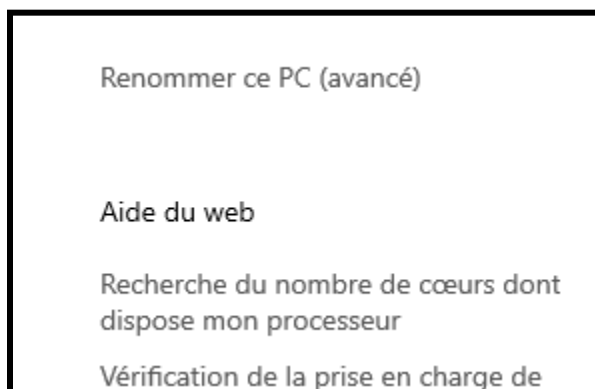 Renommer ce PC (avancé)
Aide du web
Recherche du nombre de cœurs dont
dispose mon processeur
Vérification de la prise en charge de